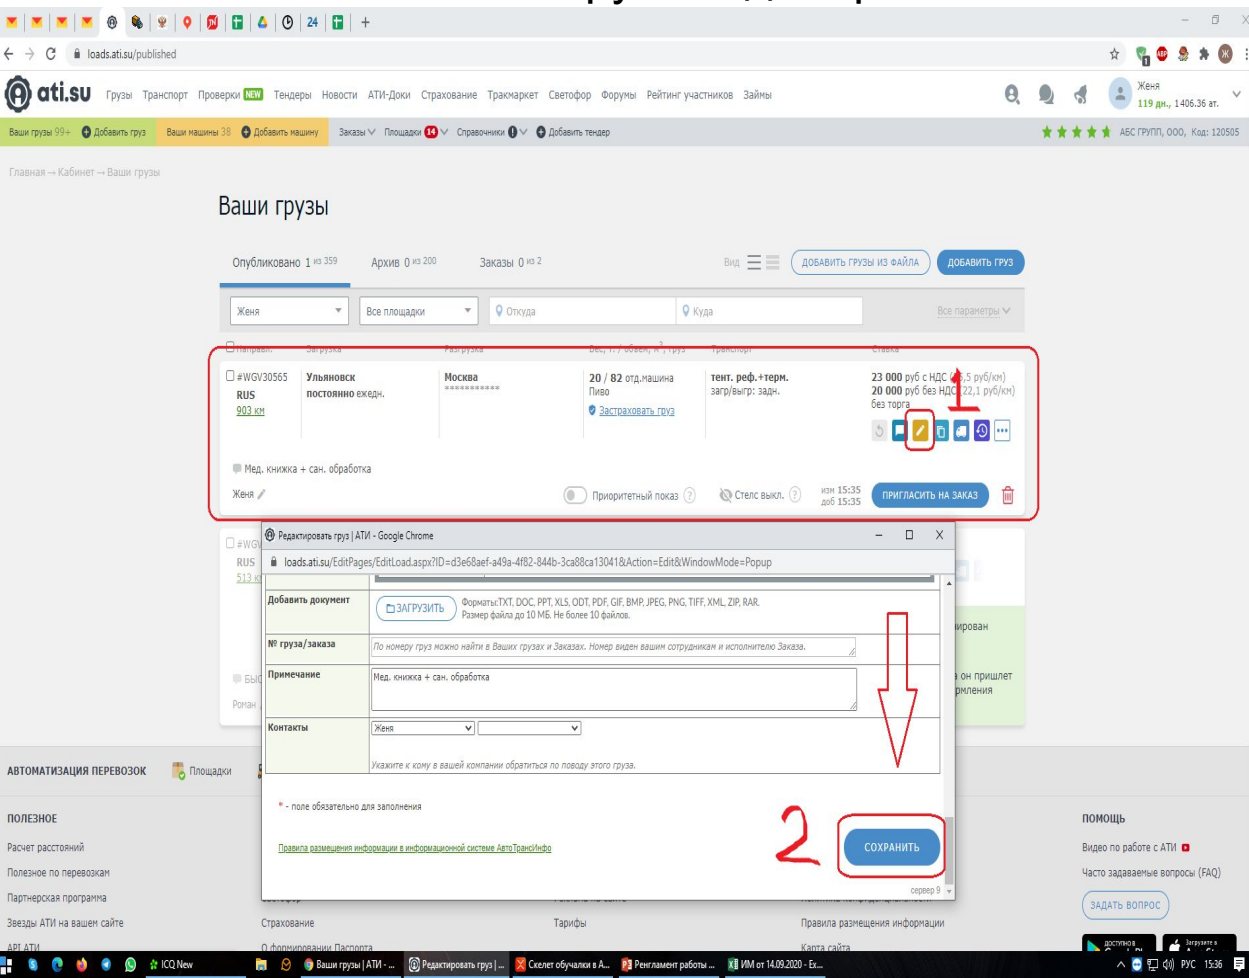 24
loads.ati.su/published
ati.su
Грузы Транспорт Проверки NEW Тендеры Новости АТИ-Доки Страхование Тракмаркет Светофор Форумы Рейтинг участников Займы
Женя
119 дн., 1406.36 ат.
Ваши грузы 99+ Добавить груз Ваши машины 38 Добавить машину Заказы Площадки 14 Справочники Добавить тендер
АБС ГРУПП, ООО, Код: 120505
Главная → Кабинет → Ваши грузы
Ваши грузы
Опубликовано 1 из 359 Архив 0 из 200 Заказы 0 из 2
Вид
ДОБАВИТЬ ГРУЗЫ ИЗ ФАЙЛА
ДОБАВИТЬ ГРУЗ
Женя Все площадки Откуда Куда Все параметры
Направл. Загрузка Разгрузка Вес, т. / объем, м3, груз Транспорт Ставка
#WGV30565 Ульяновск Москва 20 / 82 отд.машина тент. реф.+терм. 23 000 руб с НДС
RUS постоянно ежедн. *********** Пиво загр/выгр: задн. 20 000 руб без НДС (22,1 руб/км)
903 км Застраховать груз без торга
1
Мед. книжка + сан. обработка
Женя Приоритетный показ ? Стелс выкл. ? изм 15:35
доб 15:35
ПРИГЛАСИТЬ НА ЗАКАЗ
RUS
Роман
Редактировать груз | АТИ - Google Chrome
loads.ati.su/EditPages/EditLoad.aspx?ID=d3e68aef-a49a-4f82-844b-3ca88ca13041&Action=Edit&WindowMode=Popup
Добавить документ ЗАГРУЗИТЬ Форматы:TXT, DOC, PPT, XLS, ODT, PDF, GIF, BMP, JPEG, PNG, TIFF, XML, ZIP, RAR.
Размер файла до 10 МБ. Не более 10 файлов.
№ груза/заказа По номеру груз можно найти в Ваших грузах и Заказах. Номер виден вашим сотрудникам и исполнителю Заказа.
Примечание Мед. книжка + сан. обработка
он пришлет
Контакты Женя
Укажите к кому в вашей компании обратиться по поводу этого груза.
* - поле обязательно для заполнения
Правила размещения информации в информационной системе АвтоТрансИнфо
2
СОХРАНИТЬ
сервер 9
АВТОМАТИЗАЦИЯ ПЕРЕВОЗОК Площадки
ПОЛЕЗНОЕ
Расчет расстояний
Полезное по перевозкам
Партнерская программа
Звезды АТИ на вашем сайте
API АТИ
Страхование
О формировании Паспорта
Тарифы
Правила размещения информации
Карта сайта
ПОМОЩЬ
Видео по работе с АТИ
Часто задаваемые вопросы (FAQ)
ЗАДАТЬ ВОПРОС
ICQ New Ваши грузы | АТИ - ... Редактировать груз | ... Скелет обучалки в А... Ренгламент работы ... ИМ от 14.09.2020 - Ex...
РУС 15:36